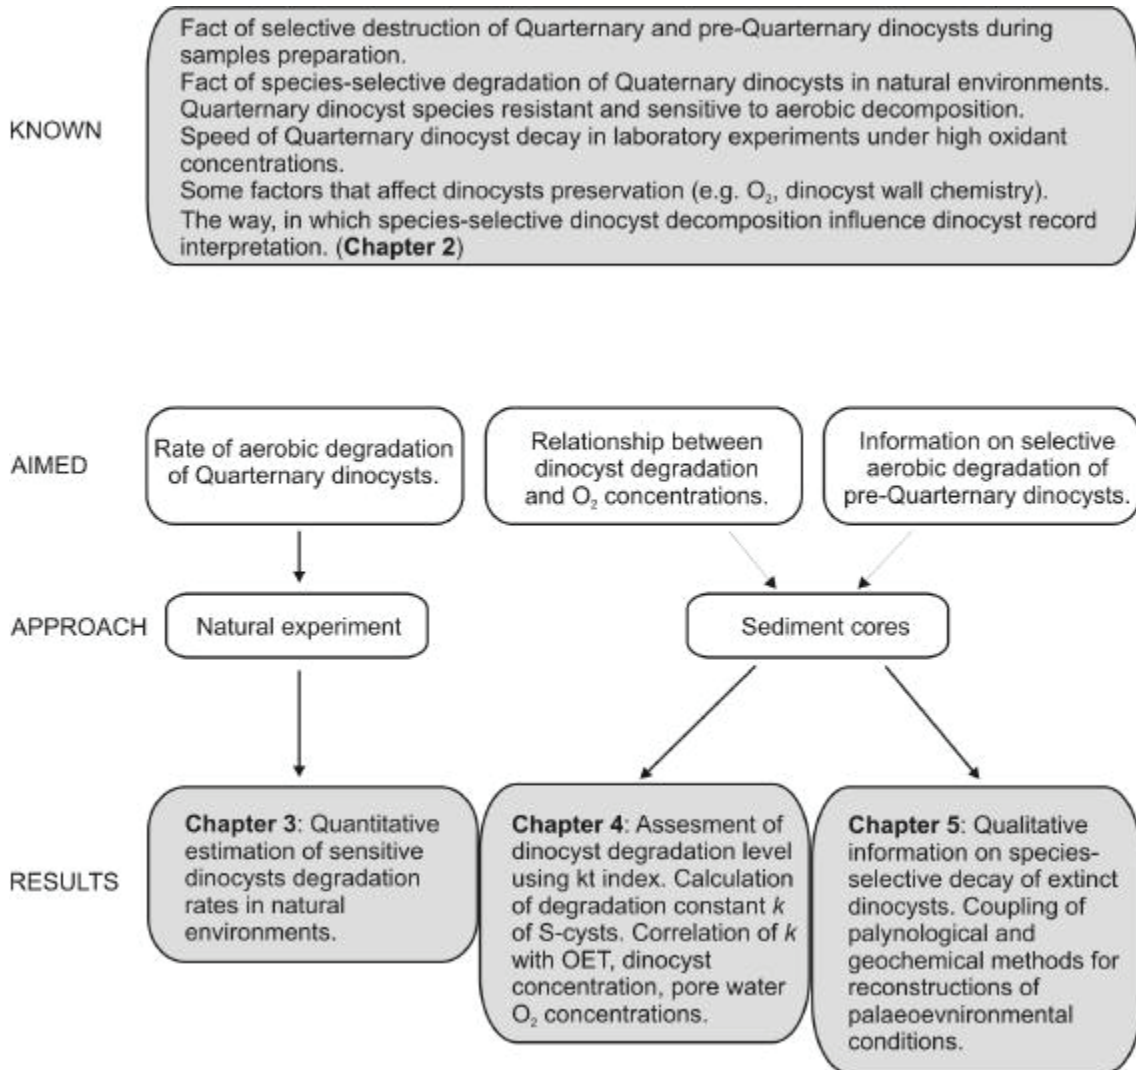 KNOWN
Fact of selective destruction of Quarternary and pre-Quarternary dinocysts during
samples preparation.
Fact of species-selective degradation of Quaternary dinocysts in natural environments.
Quarternary dinocyst species resistant and sensitive to aerobic decomposition.
Speed of Quarternary dinocyst decay in laboratory experiments under high oxidant
concentrations.
Some factors that affect dinocysts preservation (e.g. O₂, dinocyst wall chemistry).
The way, in which species-selective dinocyst decomposition influence dinocyst record
interpretation. (Chapter 2)
AIMED
Rate of aerobic degradation
of Quarternary dinocysts.
Relationship between
dinocyst degradation
and O₂ concentrations.
Information on selective
aerobic degradation of
pre-Quarternary dinocysts.
APPROACH
Natural experiment
Sediment cores
RESULTS
Chapter 3: Quantitative
estimation of sensitive
dinocysts degradation
rates in natural
environments.
Chapter 4: Assesment of
dinocyst degradation level
using kt index. Calculation
of degradation constant k
of S-cysts. Correlation of k
with OET, dinocyst
concentration, pore water
O₂ concentrations.
Chapter 5: Qualitative
information on species-
selective decay of extinct
dinocysts. Coupling of
palynological and
geochemical methods for
reconstructions of
palaeoevnironmental
conditions.